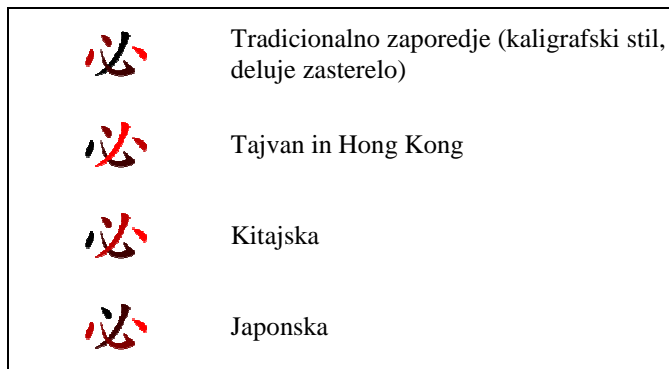 必 Tradicionalno zaporedje (kaligrafski stil,
deluje zasterelo)
必 Tajvan in Hong Kong
必 Kitajska
必 Japonska